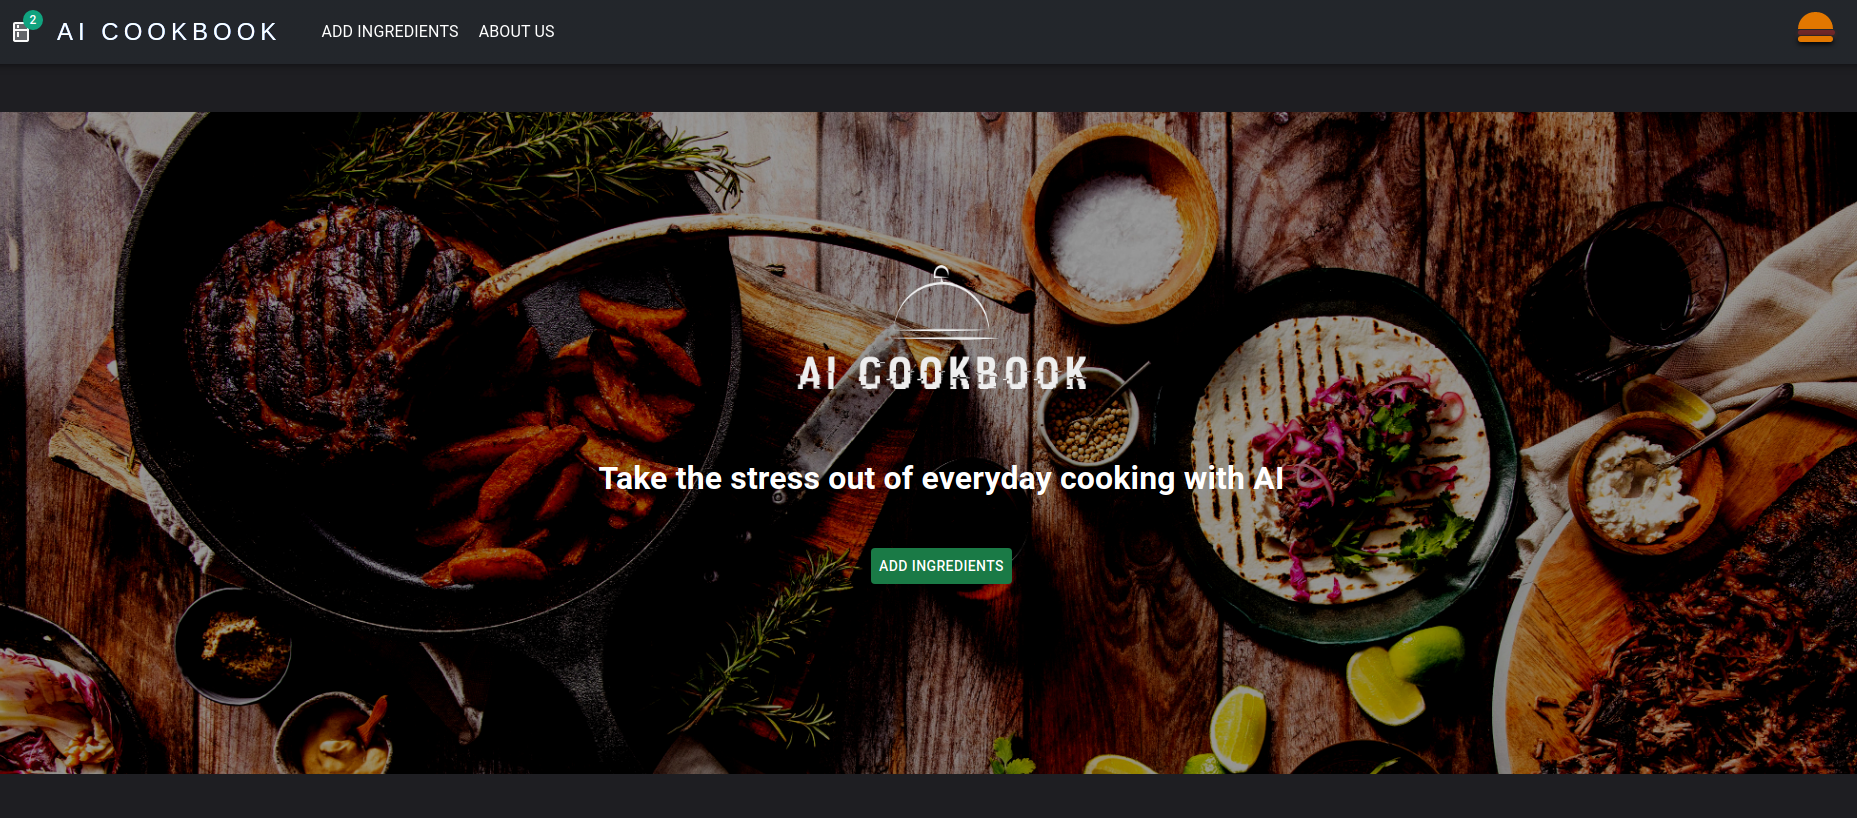 2
AI COOKBOOK
ADD INGREDIENTS
ABOUT US
AI COOKBOOK
Take the stress out of everyday cooking with AI
ADD INGREDIENTS